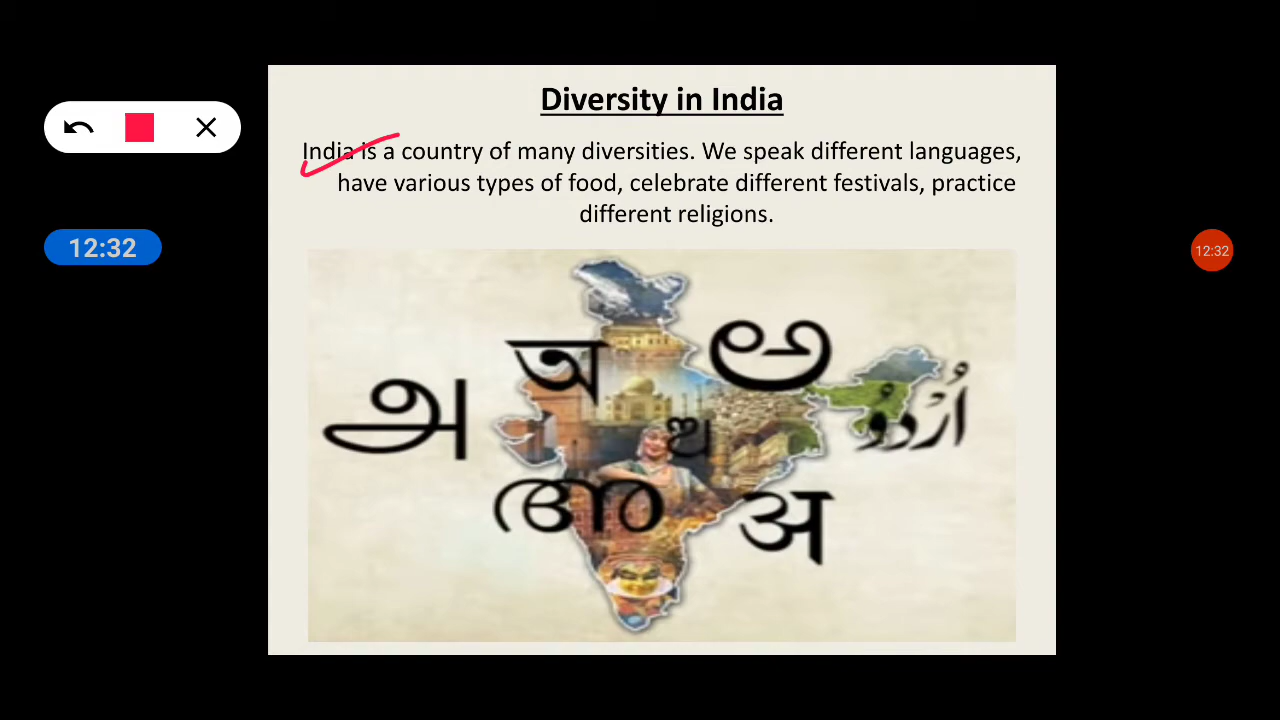 Diversity in India
India is a country of many diversities. We speak different languages,
have various types of food, celebrate different festivals, practice
different religions.
12:32
12:32
অ
అ
அ
ଅ
اُرْدُو
അ
अ